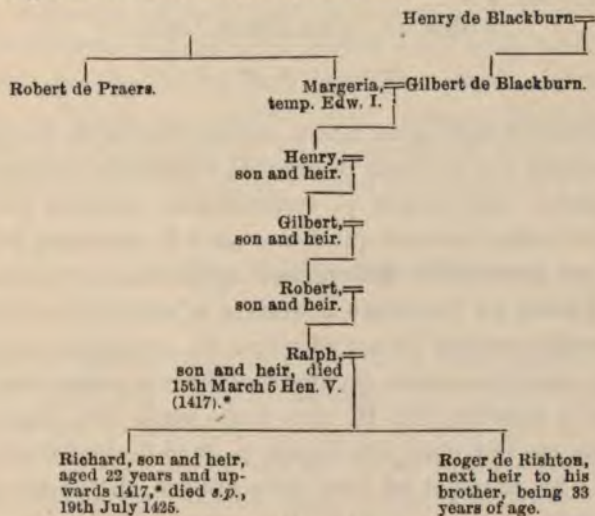 Henry de Blackburn
Robert de Praers.
Margeria,
temp. Edw. I.
Gilbert de Blackburn.
Henry,
son and heir.
Gilbert,
son and heir.
Robert,
son and heir.
Ralph,
son and heir, died
15th March 5 Hen. V.
(1417).*
Richard, son and heir,
aged 22 years and up-
wards 1417,* died s.p.,
19th July 1425.
Roger de Rishton,
next heir to his
brother, being 33
years of age.